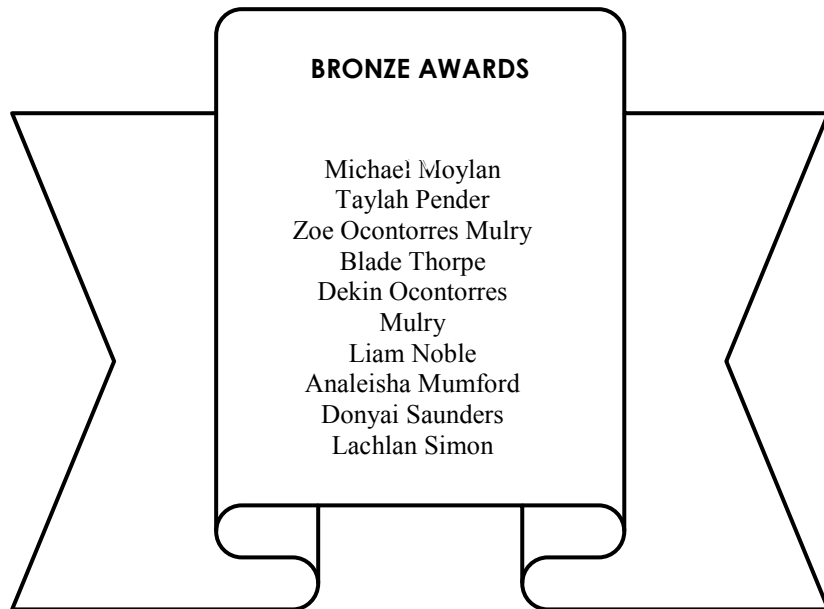 BRONZE AWARDS
Michael Moylan
Taylah Pender
Zoe Ocontorres Mulry
Blade Thorpe
Dekin Ocontorres
Mulry
Liam Noble
Analeisha Mumford
Donyai Saunders
Lachlan Simon